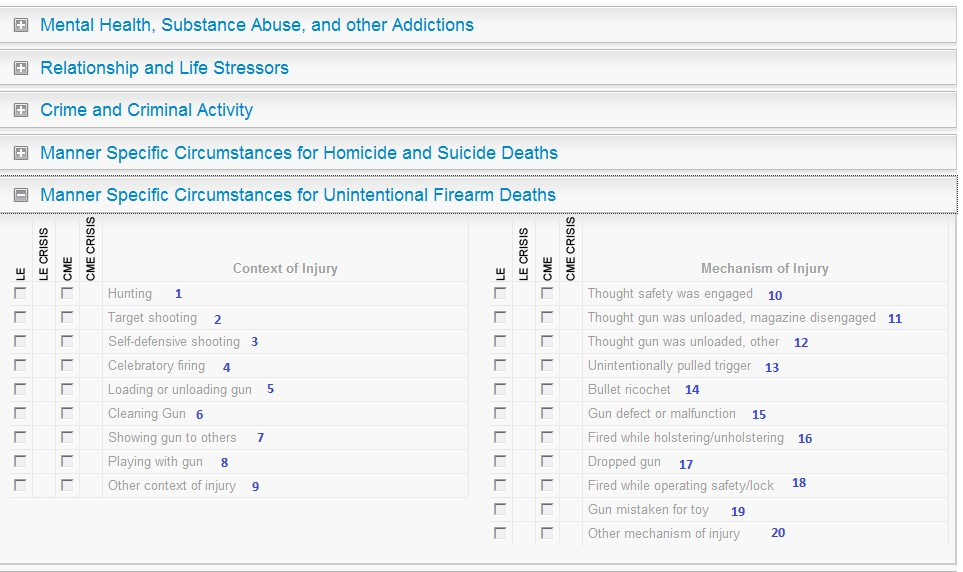 Mental Health, Substance Abuse, and other Addictions
Relationship and Life Stressors
Crime and Criminal Activity
Manner Specific Circumstances for Homicide and Suicide Deaths
Manner Specific Circumstances for Unintentional Firearm Deaths
LE
LE CRISIS
CME
CME CRISIS
Context of Injury
Hunting 1
Target shooting 2
Self-defensive shooting 3
Celebratory firing 4
Loading or unloading gun 5
Cleaning Gun 6
Showing gun to others 7
Playing with gun 8
Other context of injury 9
LE
LE CRISIS
CME
CME CRISIS
Mechanism of Injury
Thought safety was engaged 10
Thought gun was unloaded, magazine disengaged 11
Thought gun was unloaded, other 12
Unintentionally pulled trigger 13
Bullet ricochet 14
Gun defect or malfunction 15
Fired while holstering/unholstering 16
Dropped gun 17
Fired while operating safety/lock 18
Gun mistaken for toy 19
Other mechanism of injury 20